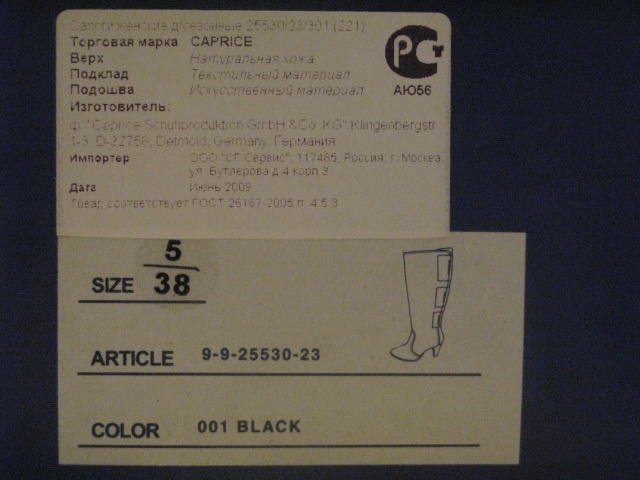 Сапоги женские д/сезонные 25530/23/301 (221)
Торговая марка CAPRICE
Верх Натуральная кожа
Подклад Текстильный материал
Подошва Искусственный материал
РСТ
АЮ56
Изготовитель:
ф. "Caprice Schuhproduktion GmbH &Co. KG" Klingenbergstr.
1-3, D-32758, Detmold, Germany, Германия
Импортер ООО "СГ Сервис", 117485, Россия, г. Москва,
ул. Бутлерова д 4 корп 3
Дата Июнь 2009
Товар соответствует ГОСТ 26167-2005 п. 4.5.3
5
SIZE 38
ARTICLE 9-9-25530-23
COLOR 001 BLACK